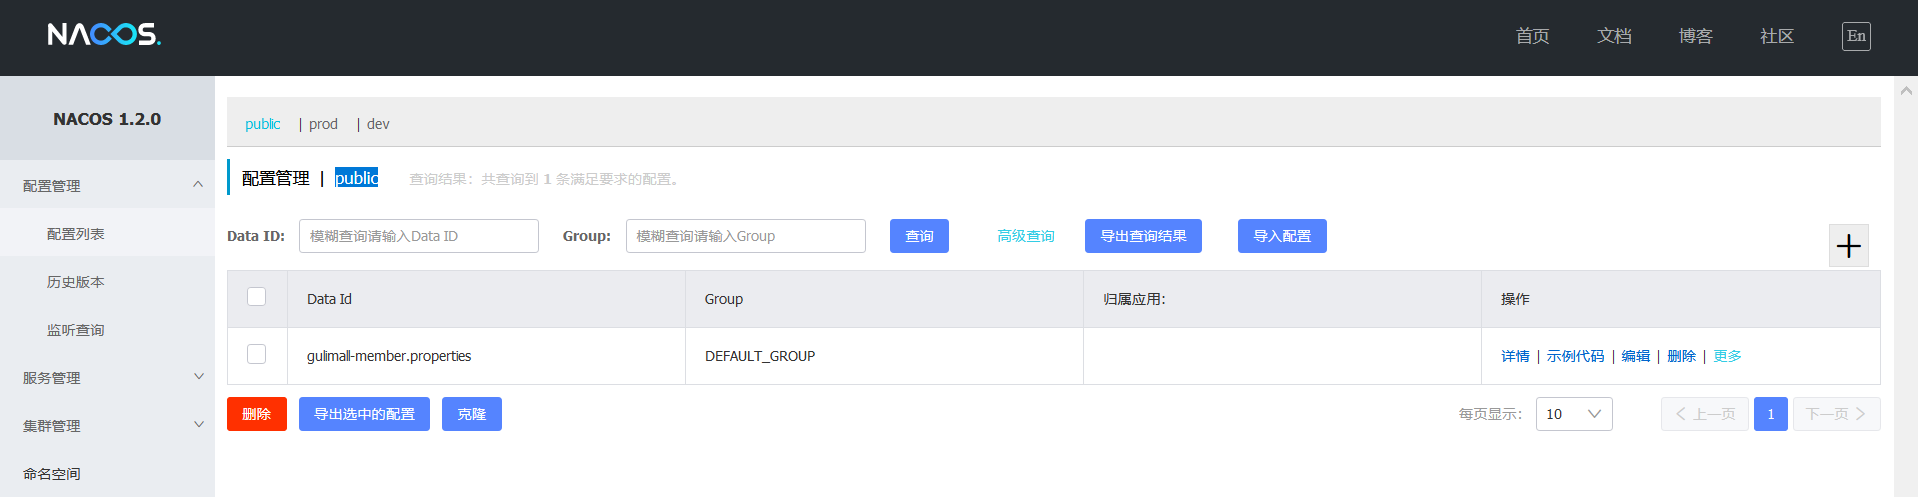 NACOS.
首页 文档 博客 社区 En
NACOS 1.2.0
配置管理
配置列表
历史版本
监听查询
服务管理
集群管理
命名空间
public | prod | dev
配置管理 | public 查询结果：共查询到 1 条满足要求的配置。
Data ID: 模糊查询请输入Data ID Group: 模糊查询请输入Group 查询 高级查询 导出查询结果 导入配置
Data Id Group 归属应用: 操作
gulimall-member.properties DEFAULT_GROUP 详情 | 示例代码 | 编辑 | 删除 | 更多
删除 导出选中的配置 克隆 每页显示: 10 上一页 1 下一页